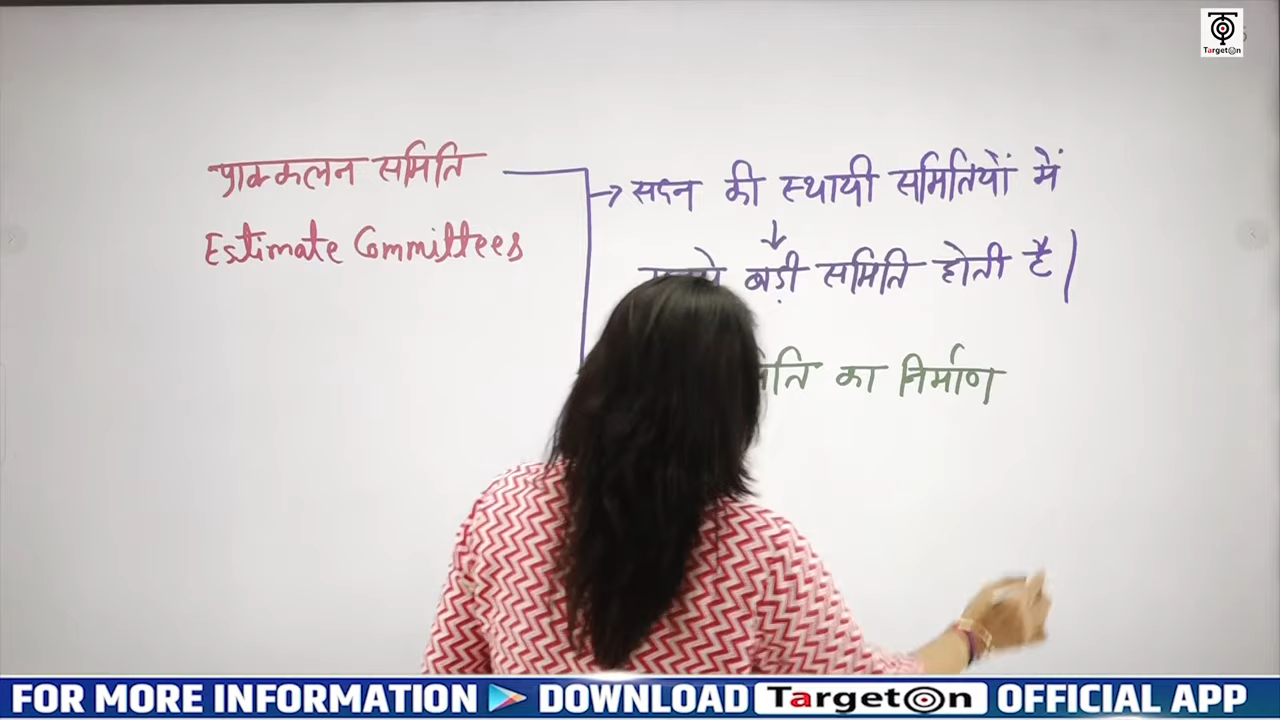 प्राक्कलन समिति
Estimate Committees
→ सदन की स्थायी समितियों में
↓
बड़ी समिति होती है|
का निर्माण
TargetOn
FOR MORE INFORMATION DOWNLOAD TargetOn OFFICIAL APP